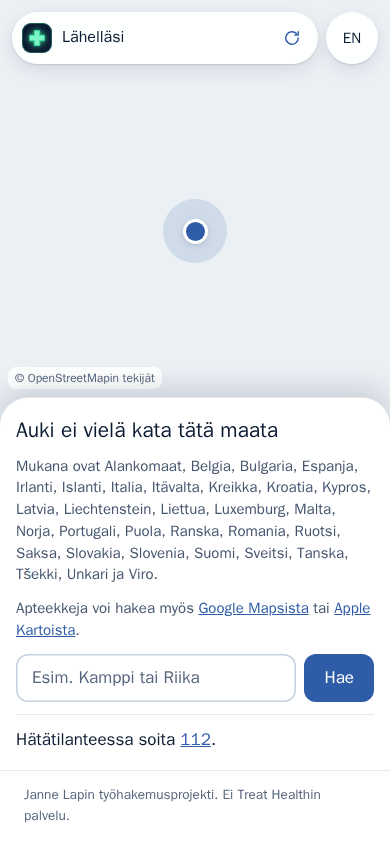 Lähelläsi
EN
© OpenStreetMapin tekijät
Auki ei vielä kata tätä maata
Mukana ovat Alankomaat, Belgia, Bulgaria, Espanja,
Irlanti, Islanti, Italia, Itävalta, Kreikka, Kroatia, Kypros,
Latvia, Liechtenstein, Liettua, Luxemburg, Malta,
Norja, Portugali, Puola, Ranska, Romania, Ruotsi,
Saksa, Slovakia, Slovenia, Suomi, Sveitsi, Tanska,
Tšekki, Unkari ja Viro.
Apteekkeja voi hakea myös Google Mapsista tai Apple
Kartoista.
Esim. Kamppi tai Riika
Hae
Hätätilanteessa soita 112.
Janne Lapin työhakemusprojekti. Ei Treat Healthin
palvelu.